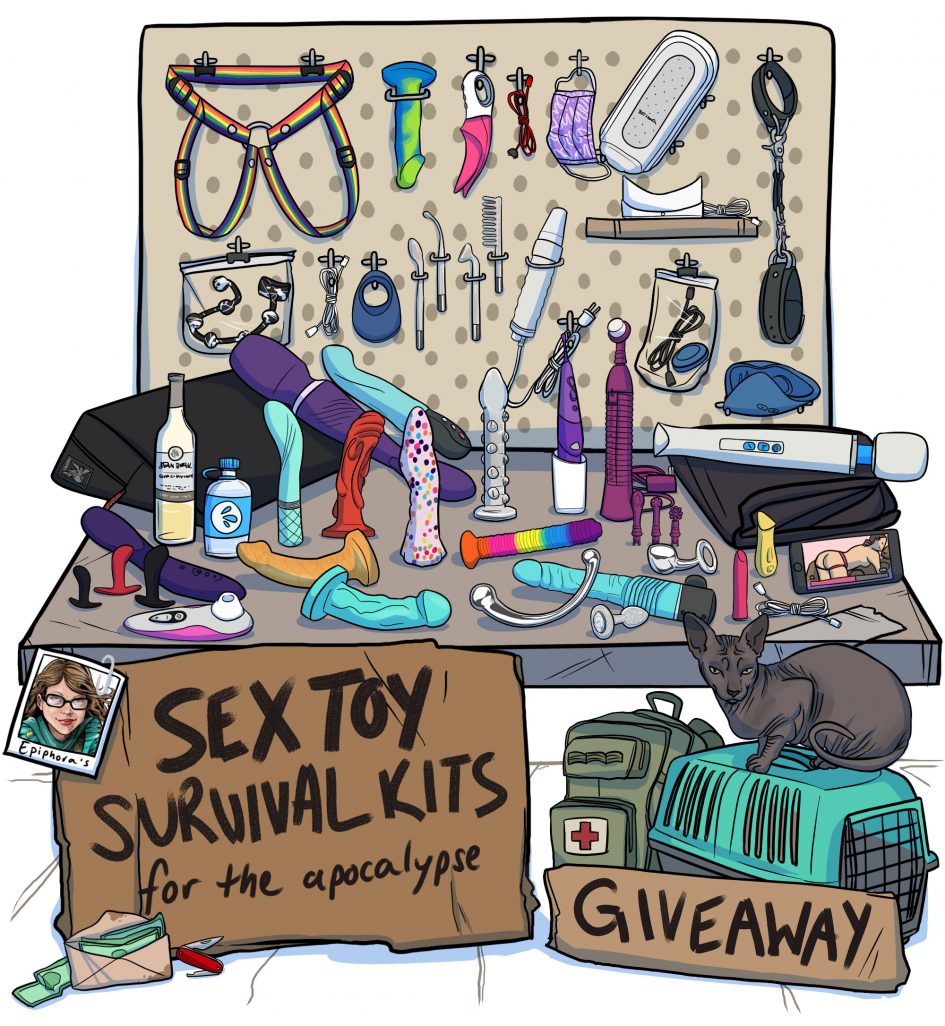 Epiphora's
SEX TOY
SURVIVAL KITS
for the apocalypse
GIVEAWAY